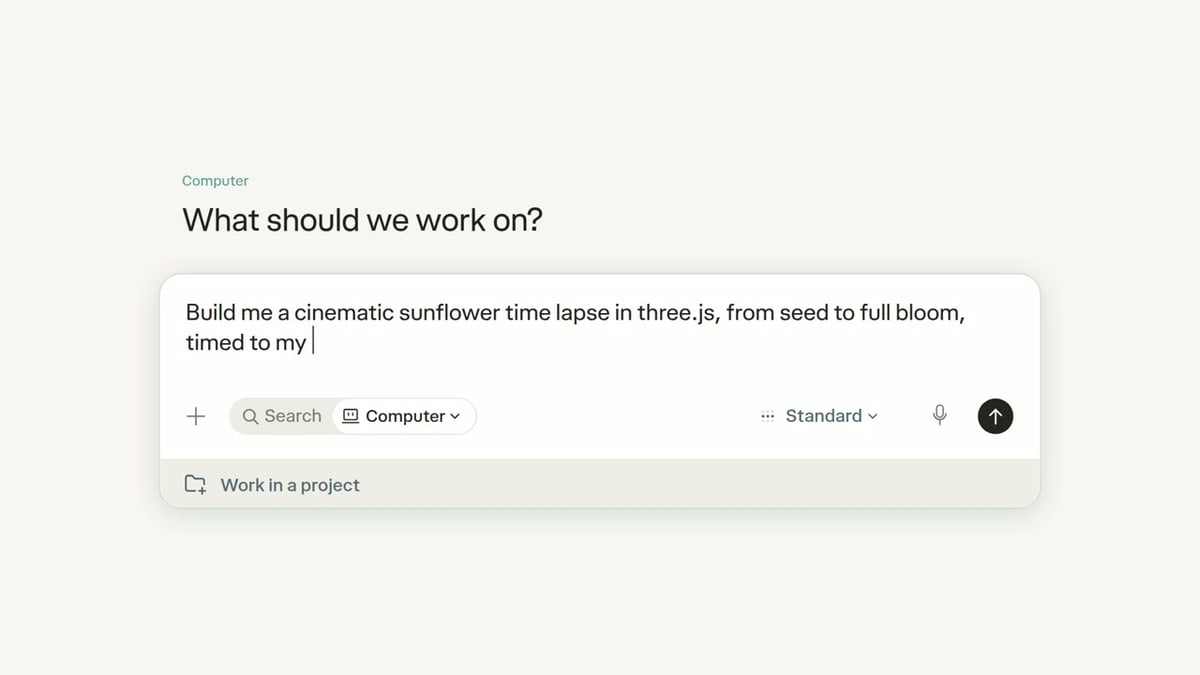 Computer
What should we work on?
Build me a cinematic sunflower time lapse in three.js, from seed to full bloom,
timed to my
Search Computer Standard
Work in a project